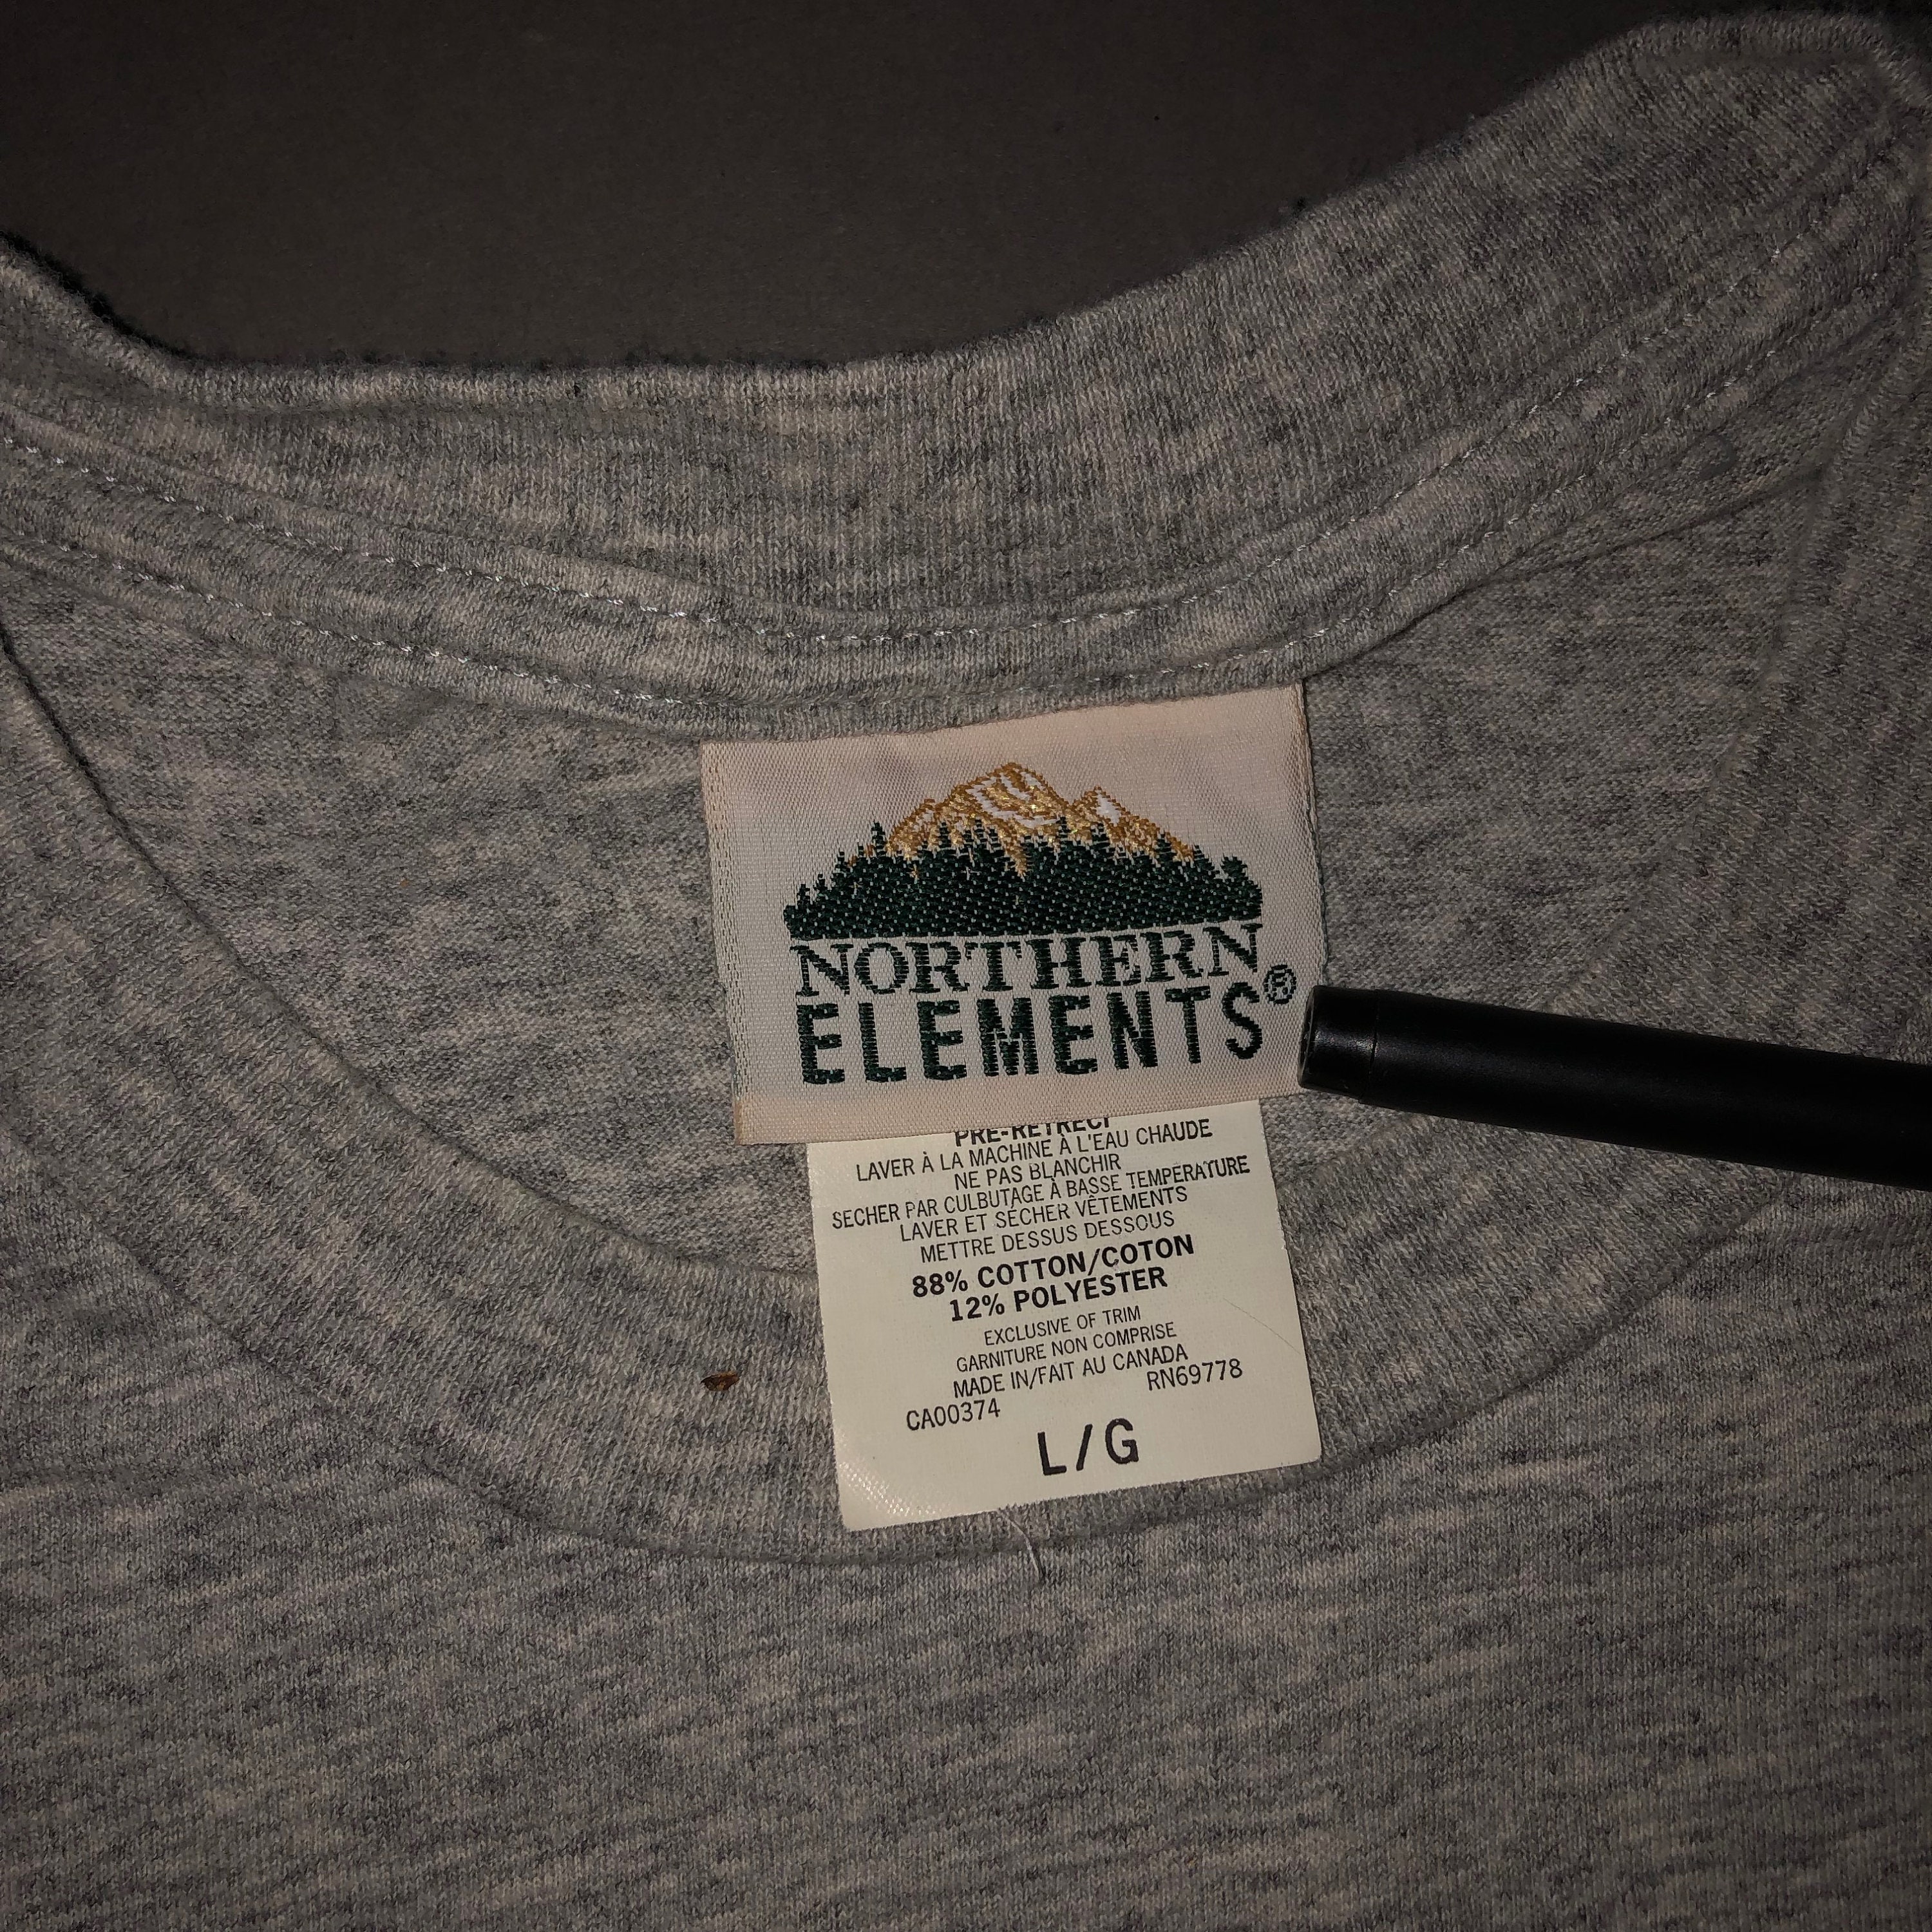 NORTHERN
ELEMENTS®
PRE-RETRECI
LAVER À LA MACHINE À L'EAU CHAUDE
NE PAS BLANCHIR
SECHER PAR CULBUTAGE À BASSE TEMPERATURE
LAVER ET SECHER VÊTEMENTS
METTRE DESSUS DESSOUS
88% COTTON/COTON
12% POLYESTER
EXCLUSIVE OF TRIM
GARNITURE NON COMPRISE
MADE IN/FAIT AU CANADA
CA00374 RN69778
L/G